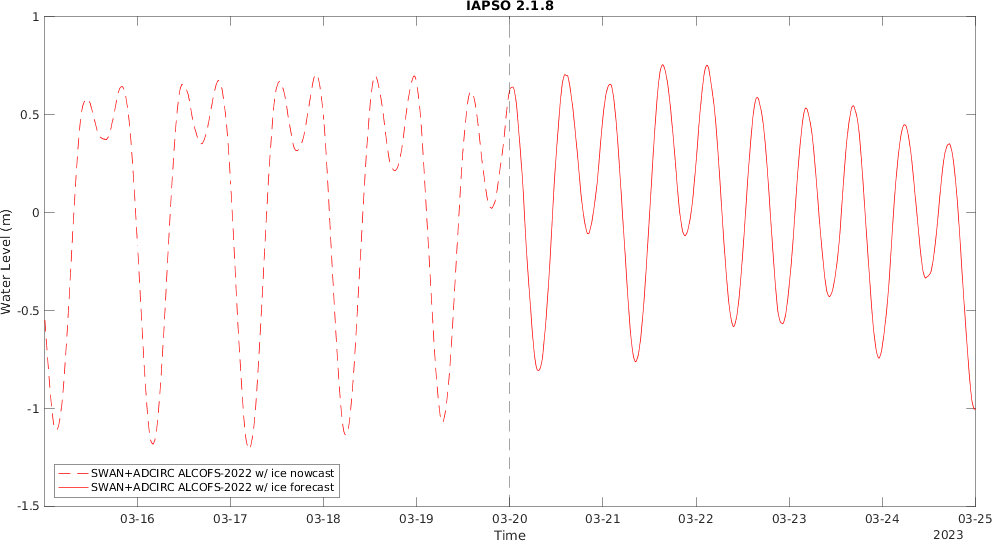 IAPSO 2.1.8
1
0.5
0
-0.5
-1
-1.5
Water Level (m)
SWAN+ADCIRC ALCOFS-2022 w/ ice nowcast
SWAN+ADCIRC ALCOFS-2022 w/ ice forecast
03-16 03-17 03-18 03-19 03-20 03-21 03-22 03-23 03-24 03-25
Time
2023